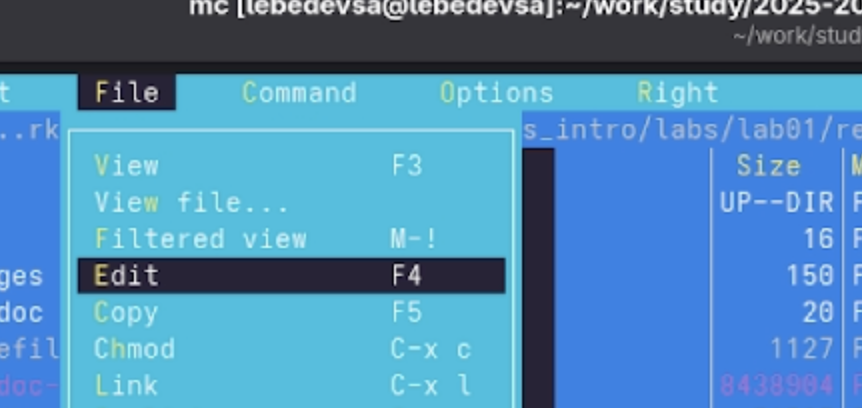 mc [lebedevsa@lebedevsa]:~/work/study/2025-20
~/work/stud
t File Command Options Right
..rk s_intro/labs/lab01/re
View F3 Size M
View file... UP--DIR F
Filtered view M-! 16 F
ges Edit F4 150 F
doc Copy F5 20 F
efil Chmod C-x c 1127 F
doc- Link C-x l 8438904 F